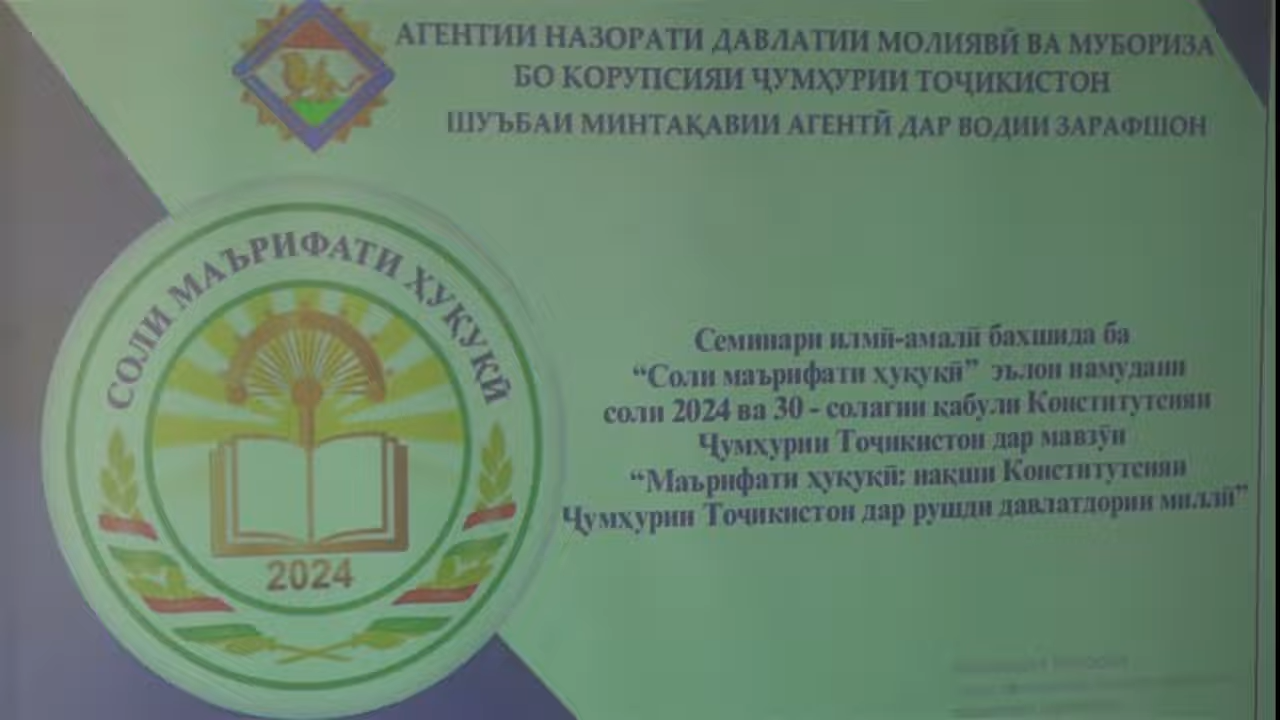 АГЕНТИИ НАЗОРАТИ ДАВЛАТИИ МОЛИЯВӢ ВА МУБОРИЗА
БО КОРУПСИЯИ ҶУМҲУРИИ ТОҶИКИСТОН
ШУЪБАИ МИНТАҚАВИИ АГЕНТӢ ДАР ВОДИИ ЗАРАФШОН
СОЛИ МАЪРИФАТИ ҲУҚУҚӢ
2024
Семинари илмӣ-амалӣ бахшида ба
“Соли маърифати ҳуқуқӣ” эълон намудани
соли 2024 ва 30 - солагии қабули Конститутсияи
Ҷумҳурии Тоҷикистон дар мавзӯи
“Маърифати ҳуқуқӣ: нақши Конститутсияи
Ҷумҳурии Тоҷикистон дар рушди давлатдории миллӣ”